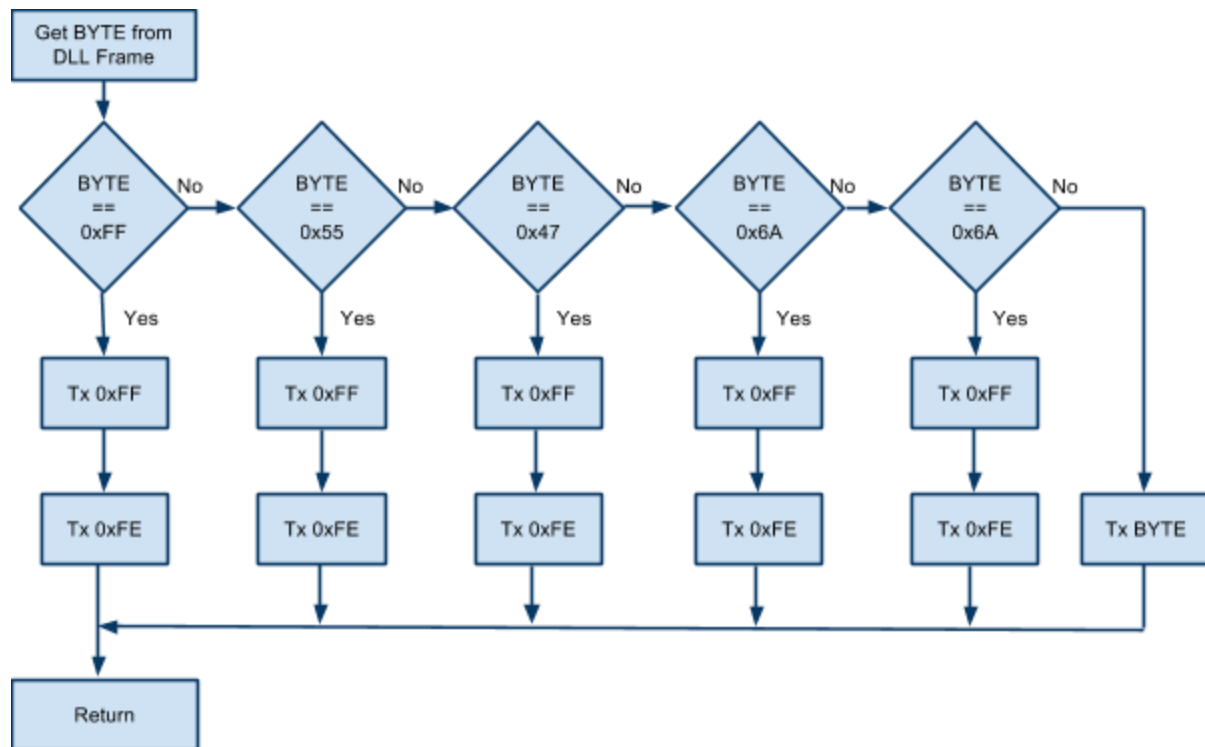 Get BYTE from
DLL Frame
BYTE
==
0xFF
No
BYTE
==
0x55
No
BYTE
==
0x47
No
BYTE
==
0x6A
No
BYTE
==
0x6A
No
Yes
Yes
Yes
Yes
Yes
Tx 0xFF
Tx 0xFF
Tx 0xFF
Tx 0xFF
Tx 0xFF
Tx 0xFE
Tx 0xFE
Tx 0xFE
Tx 0xFE
Tx 0xFE
Tx BYTE
Return